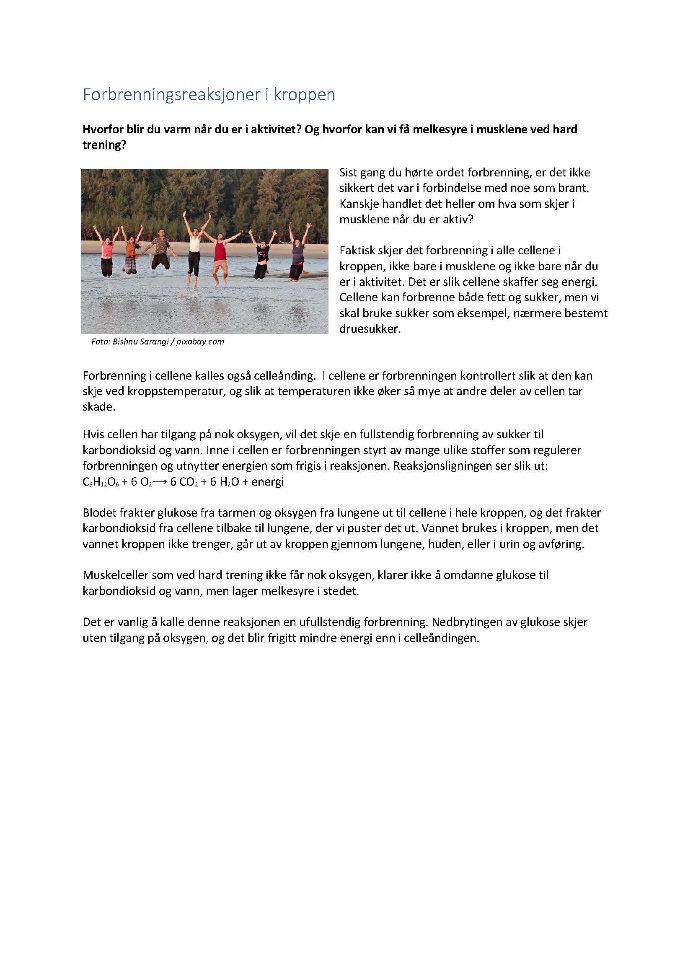 Forbrenningsreaksjoner i kroppen
Hvorfor blir du varm når du er i aktivitet? Og hvorfor kan vi få melkesyre i musklene ved hard
trening?
Sist gang du hørte ordet forbrenning, er det ikke
sikkert det var i forbindelse med noe som brant.
Kanskje handlet det heller om hva som skjer i
musklene når du er aktiv?
Faktisk skjer det forbrenning i alle cellene i
kroppen, ikke bare i musklene og ikke bare når du
er i aktivitet. Det er slik cellene skaffer seg energi.
Cellene kan forbrenne både fett og sukker, men vi
skal bruke sukker som eksempel, nærmere bestemt
druesukker.
Foto: Bishnu Sarangi / pixabay.com
Forbrenning i cellene kalles også celleånding.  I cellene er forbrenningen kontrollert slik at den kan
skje ved kroppstemperatur, og slik at temperaturen ikke øker så mye at andre deler av cellen tar
skade.
Hvis cellen har tilgang på nok oksygen, vil det skje en fullstendig forbrenning av sukker til
karbondioksid og vann. Inne i cellen er forbrenningen styrt av mange ulike stoffer som regulerer
forbrenningen og utnytter energien som frigis i reaksjonen. Reaksjonsligningen ser slik ut:
C₆H₁₂O₆ + 6 O₂ ⟶ 6 CO₂ + 6 H₂O + energi
Blodet frakter glukose fra tarmen og oksygen fra lungene ut til cellene i hele kroppen, og det frakter
karbondioksid fra cellene tilbake til lungene, der vi puster det ut. Vannet brukes i kroppen, men det
vannet kroppen ikke trenger, går ut av kroppen gjennom lungene, huden, eller i urin og avføring.
Muskelceller som ved hard trening ikke får nok oksygen, klarer ikke å omdanne glukose til
karbondioksid og vann, men lager melkesyre i stedet.
Det er vanlig å kalle denne reaksjonen en ufullstendig forbrenning. Nedbrytingen av glukose skjer
uten tilgang på oksygen, og det blir frigitt mindre energi enn i celleåndingen.